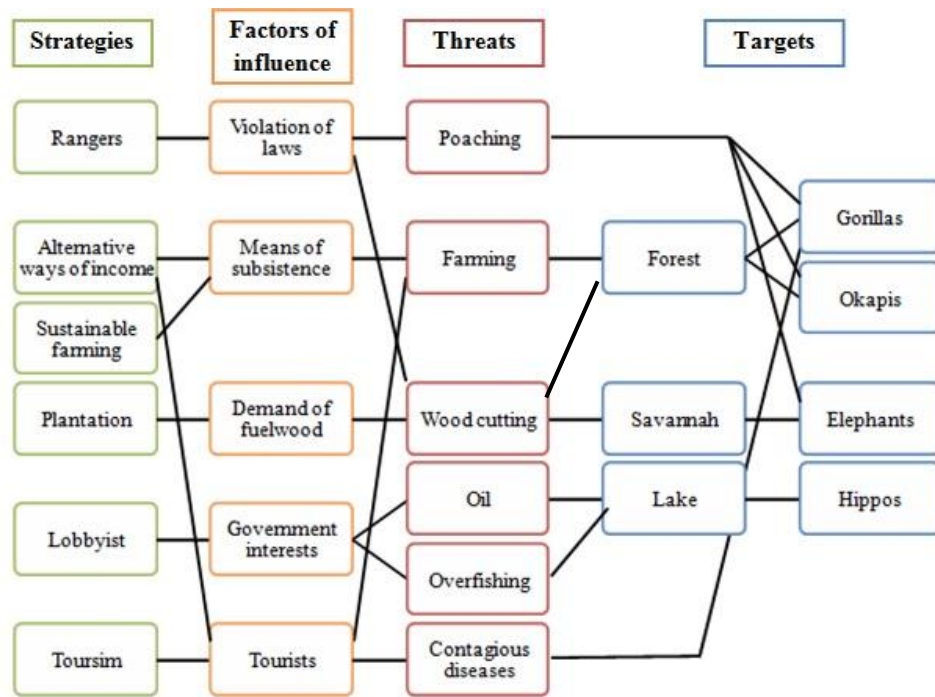 Strategies
Factors of
influence
Threats
Targets
Rangers
Violation of
laws
Poaching
Gorillas
Alternative
ways of income
Means of
subsistence
Farming
Forest
Okapis
Sustainable
farming
Plantation
Demand of
fuelwood
Wood cutting
Savannah
Elephants
Oil
Lake
Hippos
Lobbyist
Government
interests
Overfishing
Toursim
Tourists
Contagious
diseases